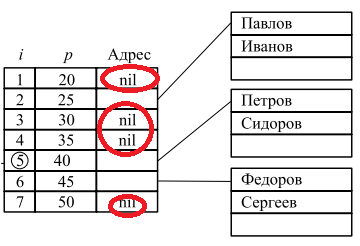 i p Адрес
1 20 nil
2 25
3 30 nil
4 35 nil
5 40
6 45
7 50 nil
Павлов
Иванов
Петров
Сидоров
Федоров
Сергеев